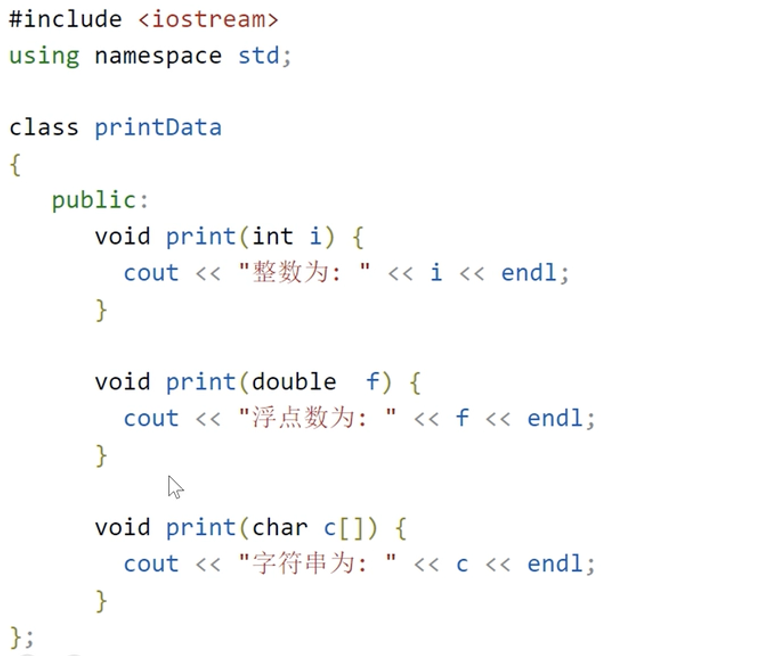 #include <iostream>
using namespace std;
class printData
{
public:
void print(int i) {
cout << "整数为: " << i << endl;
}
void print(double  f) {
cout << "浮点数为: " << f << endl;
}
void print(char c[]) {
cout << "字符串为: " << c << endl;
}
};